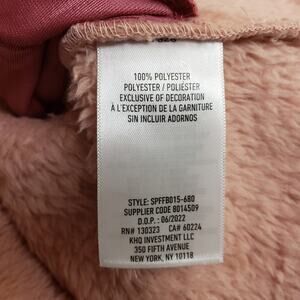 100% POLYESTER
POLYESTER / POLIÉSTER
EXCLUSIVE OF DECORATION
À L'EXCEPTION DE LA GARNITURE
SIN INCLUIR ADORNOS
STYLE: SPFFB015-680
SUPPLIER CODE: 8014509
D.O.P. : 06/2022
RN# 130323 CA# 60224
KHQ INVESTMENT LLC
350 FIFTH AVENUE
NEW YORK, NY 10118